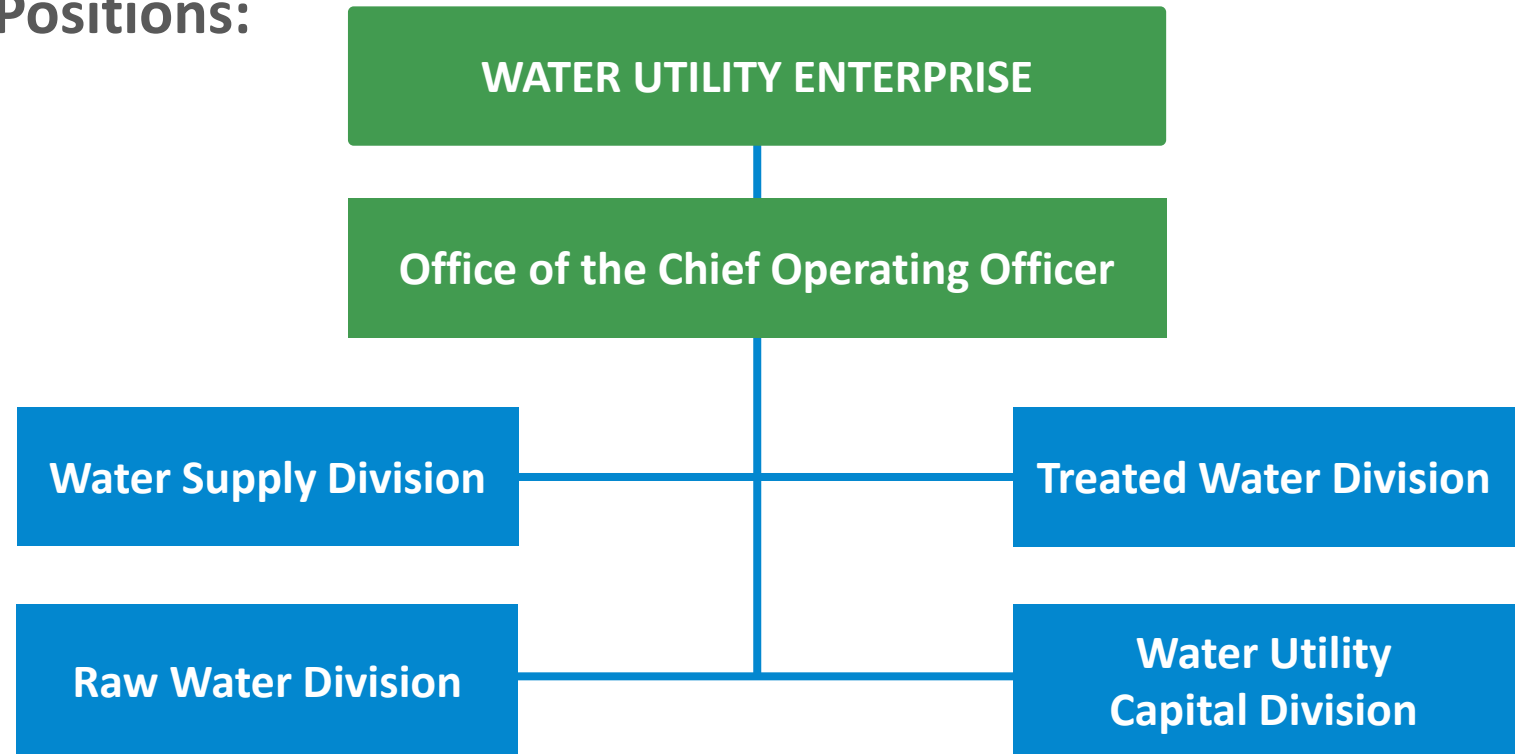 Positions:
WATER UTILITY ENTERPRISE
Office of the Chief Operating Officer
Water Supply Division
Treated Water Division
Raw Water Division
Water Utility
Capital Division